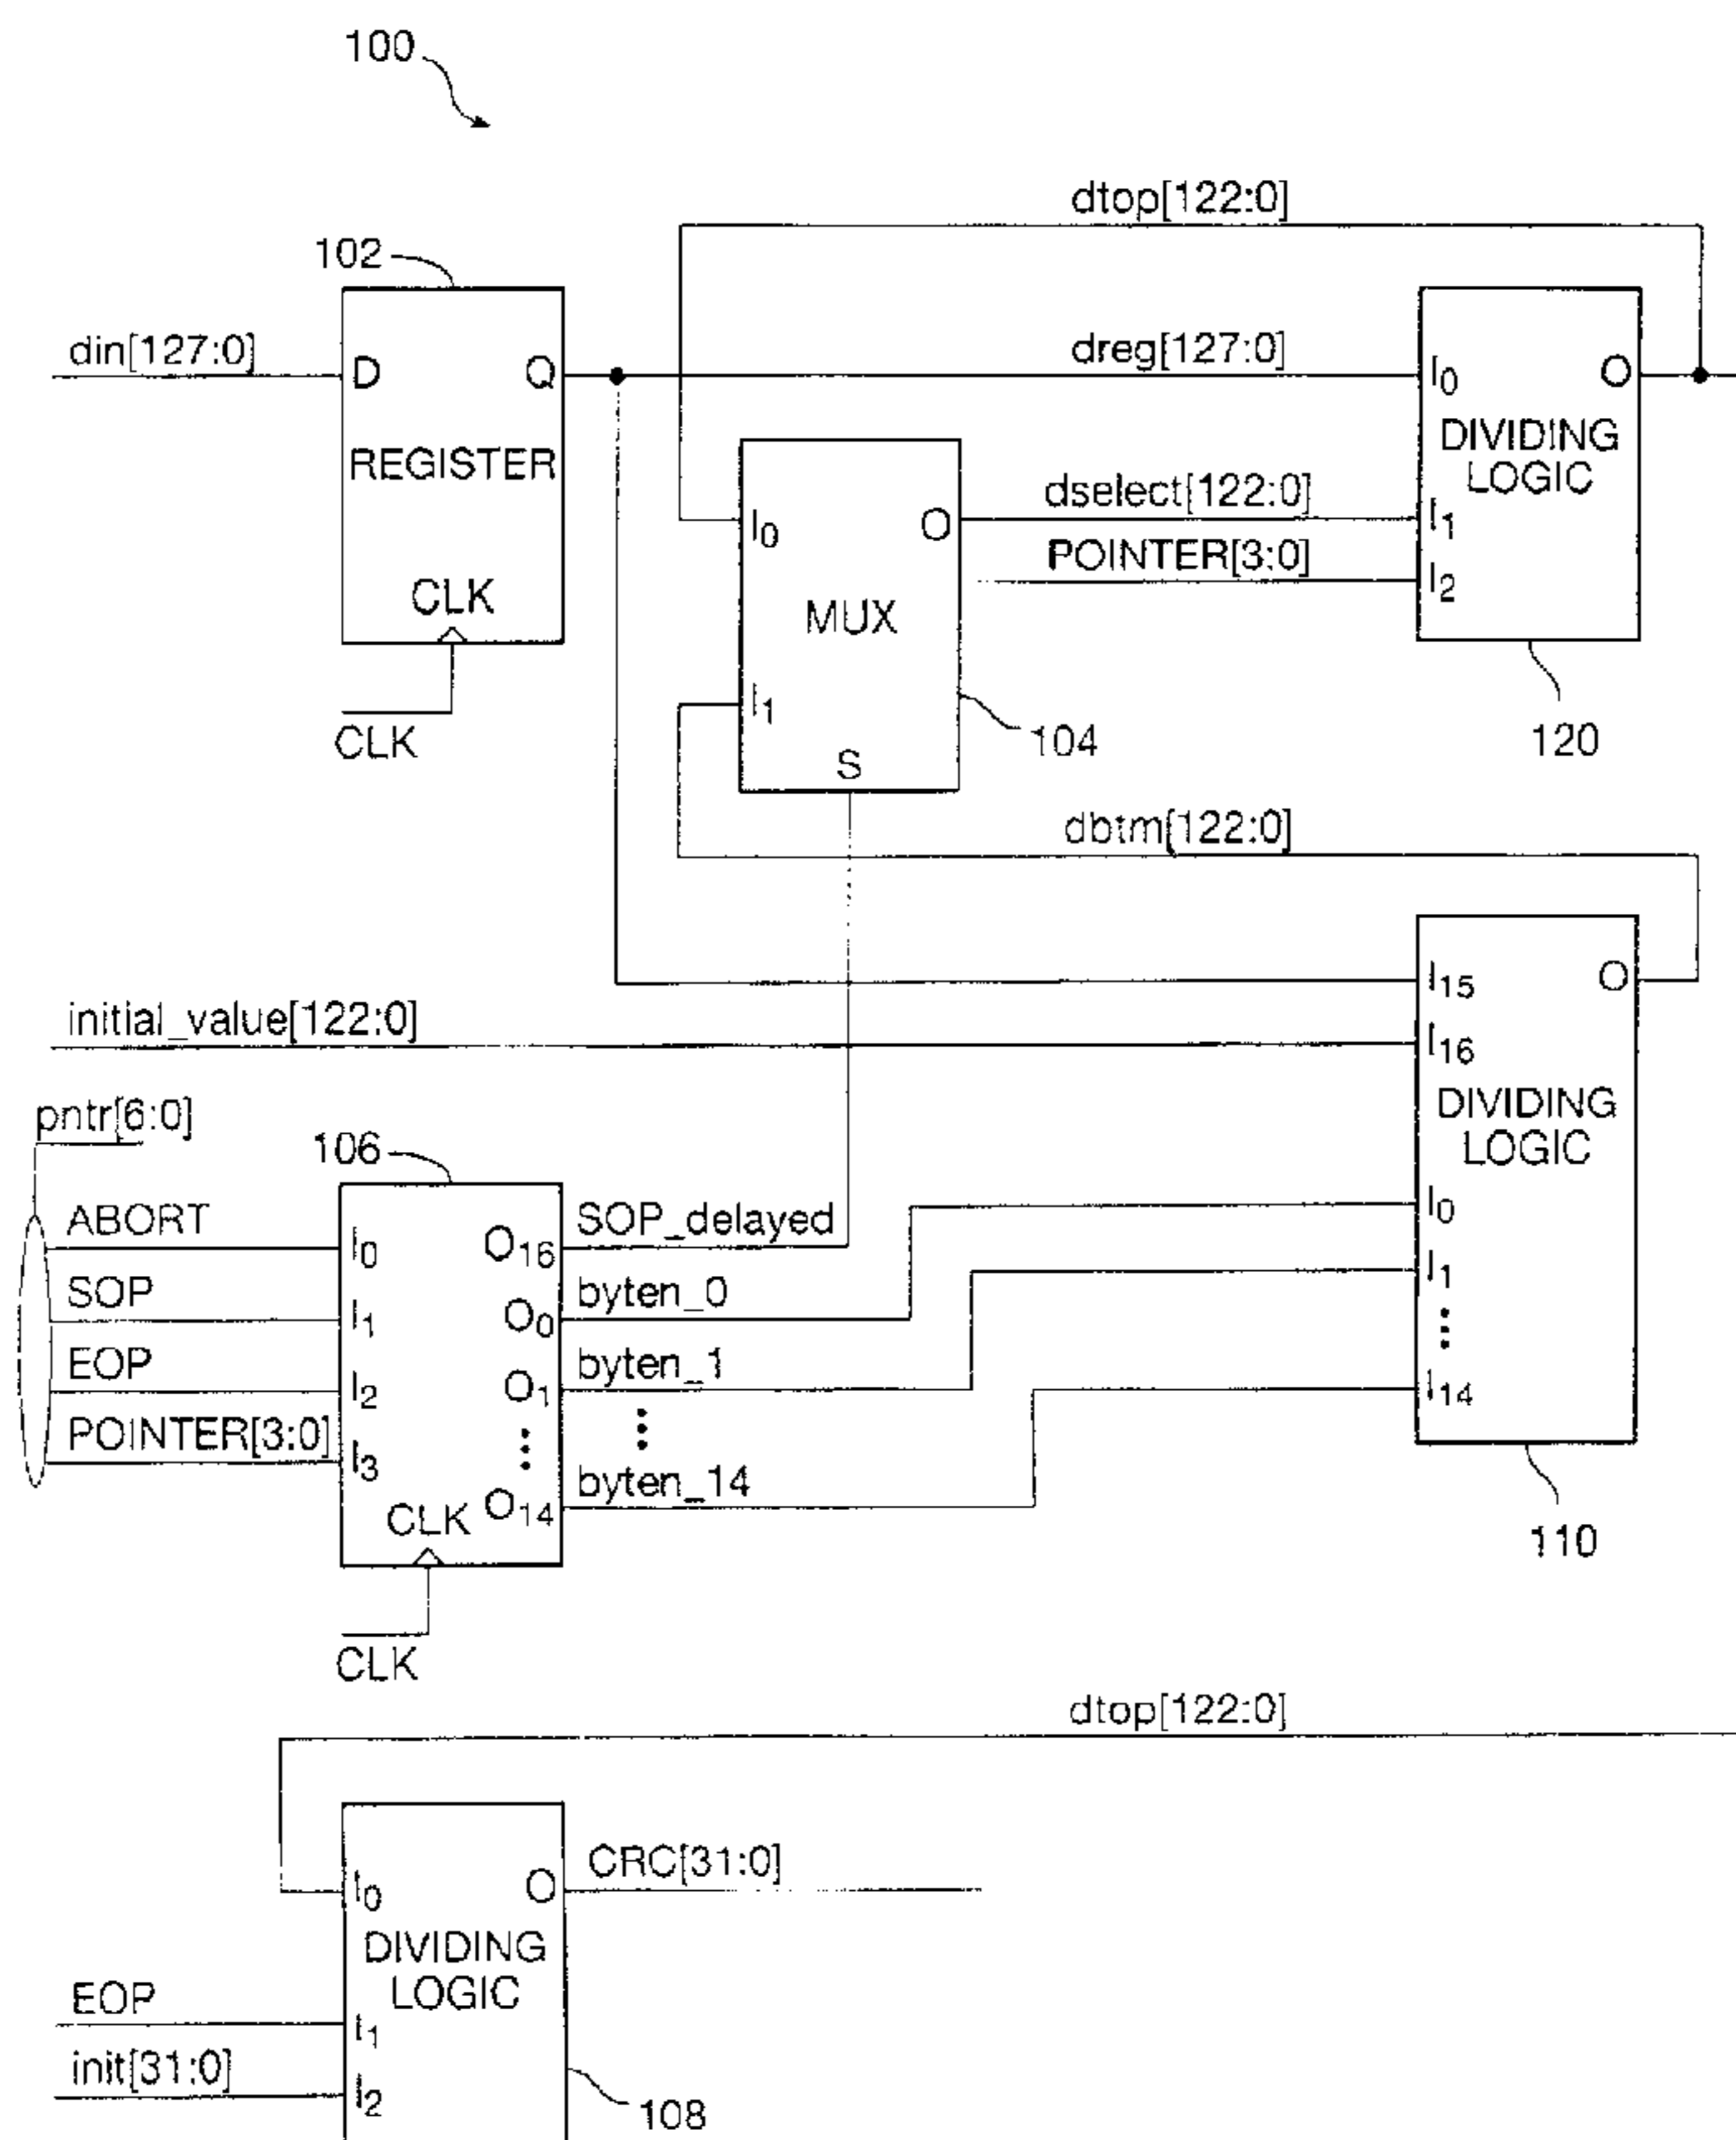 100
dtop[122:0]
102
din[127:0]
D
Q
REGISTER
CLK
CLK
dreg[127:0]
I0
O
DIVIDING
LOGIC
I1
I2
120
I0
O
MUX
I1
S
104
dselect[122:0]
POINTER[3:0]
dbtm[122:0]
initial_value[122:0]
I15
O
I16
DIVIDING
LOGIC
I0
I1
⋮
I14
110
pntr[6:0]
106
ABORT
SOP
EOP
POINTER[3:0]
I0
I1
I2
I3
O16
O0
O1
⋮
O14
CLK
CLK
SOP_delayed
byten_0
byten_1
⋮
byten_14
dtop[122:0]
I0
O
CRC[31:0]
DIVIDING
LOGIC
EOP
I1
init[31:0]
I2
108